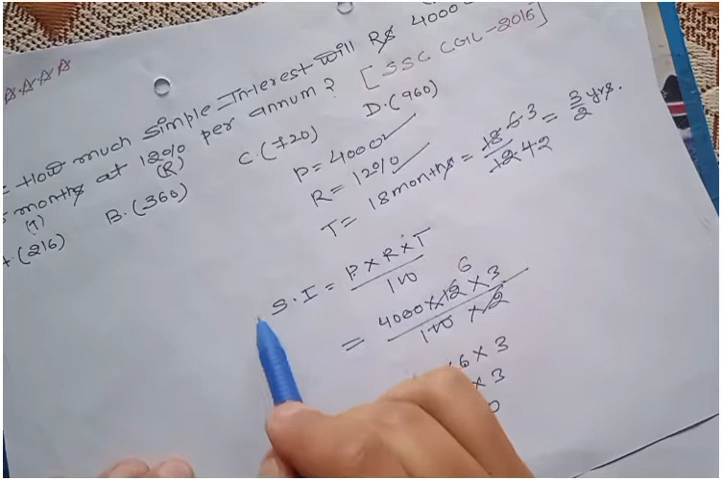 How much Simple Interest will Rs 4000
months at 12% per annum? [SSC CGL-2016]
(T) (R)
(216) B.(360) C.(720) D.(960)
P= 4000
R= 12%
T= 18 months = 18 6 3 / 12 4 2 = 3/2 yrs.
S.I = P×R×T / 100
= 4000×12 6 ×3 / 100 ×2
6×3
×3
0